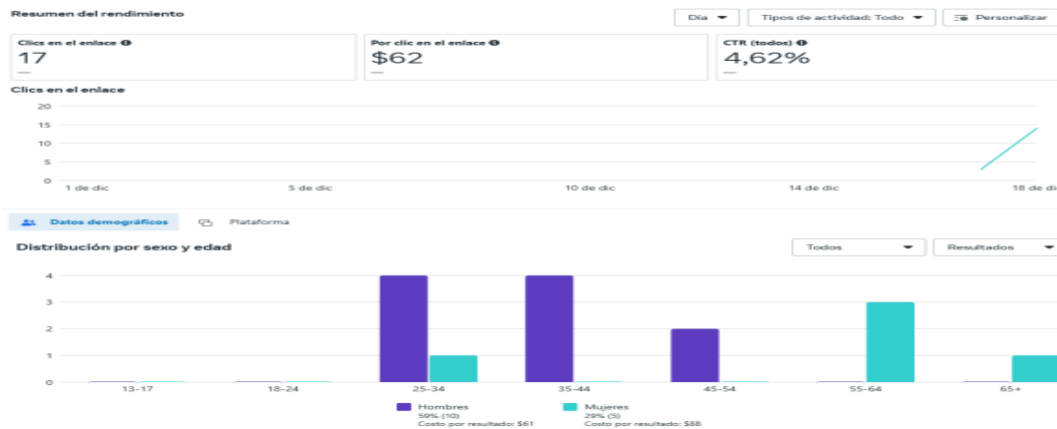 Resumen del rendimiento
Día
Tipos de actividad: Todo
Personalizar
Clics en el enlace
17
—
Por clic en el enlace
$62
—
CTR (todos)
4,62%
—
Clics en el enlace
20
15
10
5
0
1 de dic
5 de dic
10 de dic
14 de dic
18 de di
Datos demográficos
Plataforma
Distribución por sexo y edad
Todos
Resultados
4
3
2
1
0
13-17
18-24
25-34
35-44
45-54
55-64
65+
Hombres
59% (10)
Costo por resultado: $61
Mujeres
29% (5)
Costo por resultado: $88